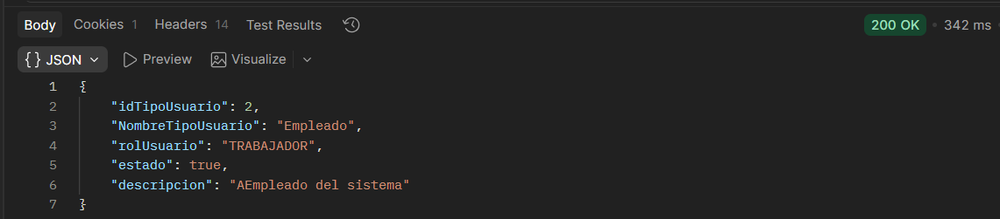 Body Cookies 1 Headers 14 Test Results 200 OK • 342 ms
{} JSON Preview Visualize
1 {
2 "idTipoUsuario": 2,
3 "NombreTipoUsuario": "Empleado",
4 "rolUsuario": "TRABAJADOR",
5 "estado": true,
6 "descripcion": "AEmpleado del sistema"
7 }